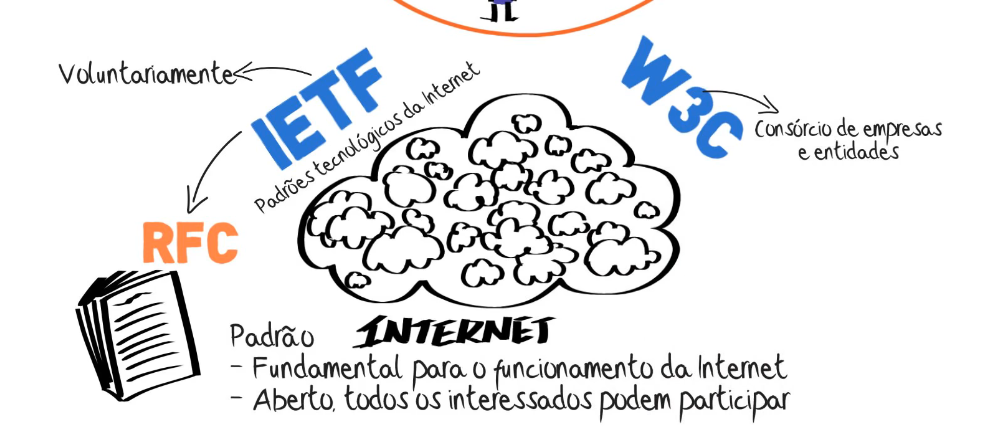 Voluntariamente
IETF
Padrões tecnológicos da Internet
W3C
Consórcio de empresas
e entidades
RFC
INTERNET
Padrão
- Fundamental para o funcionamento da Internet
- Aberto, todos os interessados podem participar